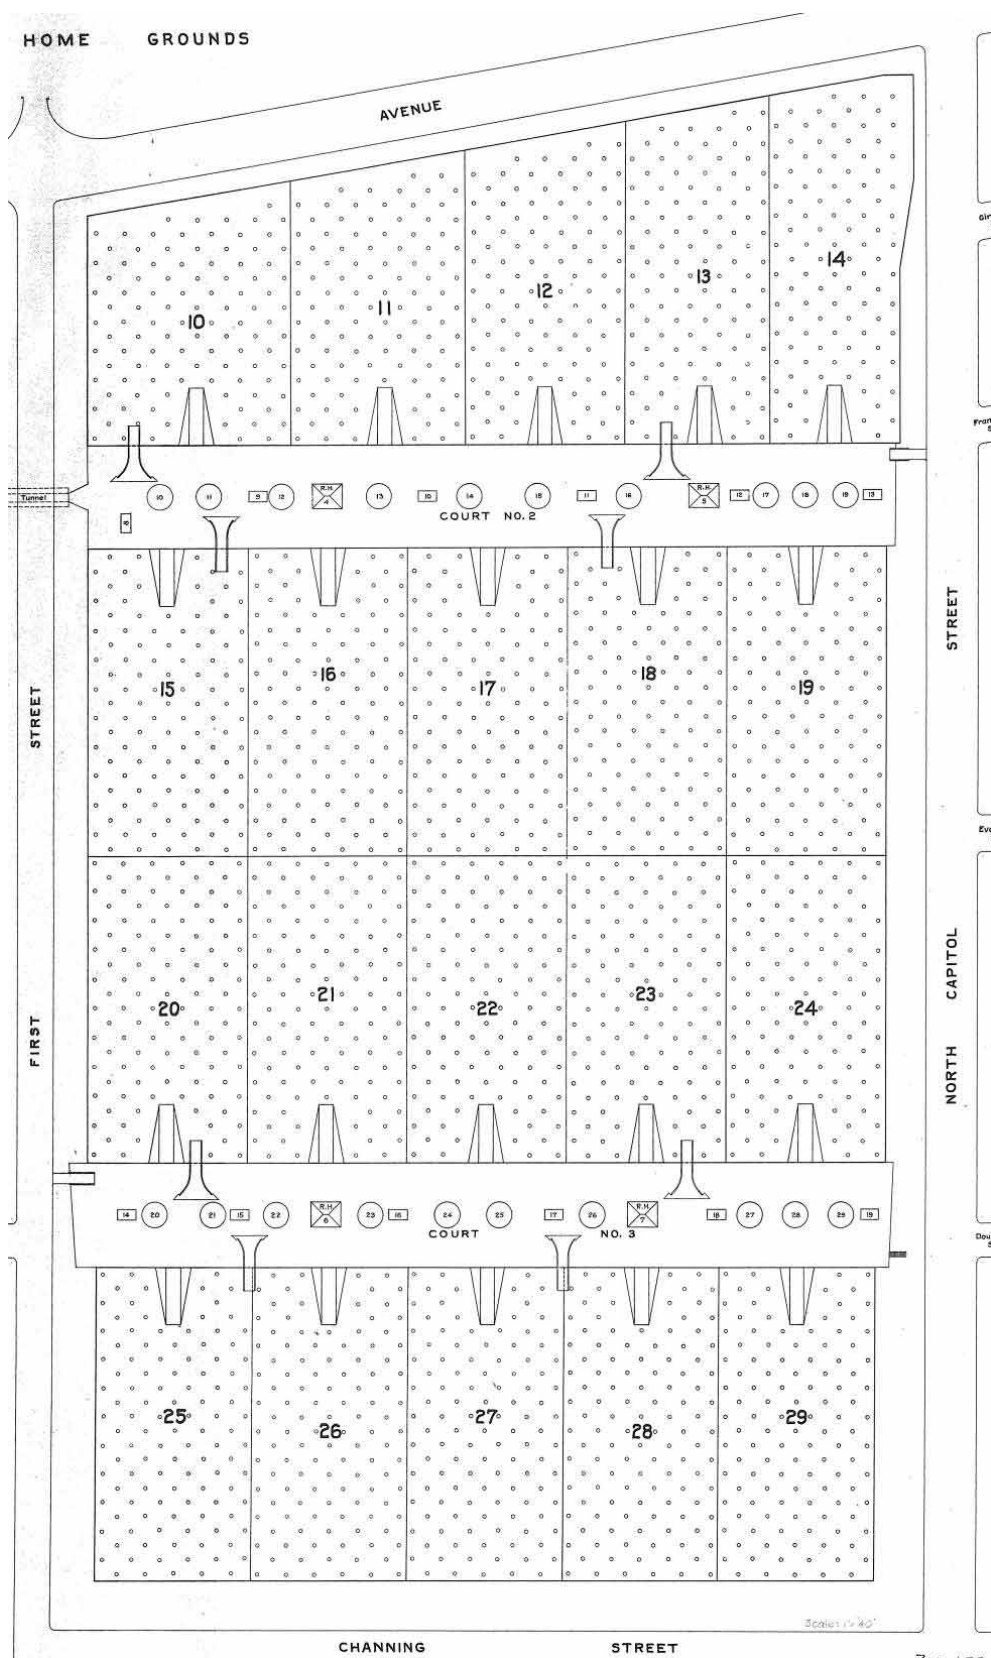 HOME GROUNDS
AVENUE
14
13
12
11
10
Tunnel
10 11 9 12 R.H. 4 13 10 14 15 11 16 R.H. 5 12 17 18 19 13
8
COURT NO. 2
STREET
16 18
15 17 19
STREET
NORTH CAPITOL
21 23
20 22 24
FIRST
14 20 21 15 22 R.H. 6 23 16 24 25 17 26 R.H. 7 18 27 28 29 19
COURT NO. 3
25 27 29
26 28
Scale: 1"=40'
CHANNING STREET